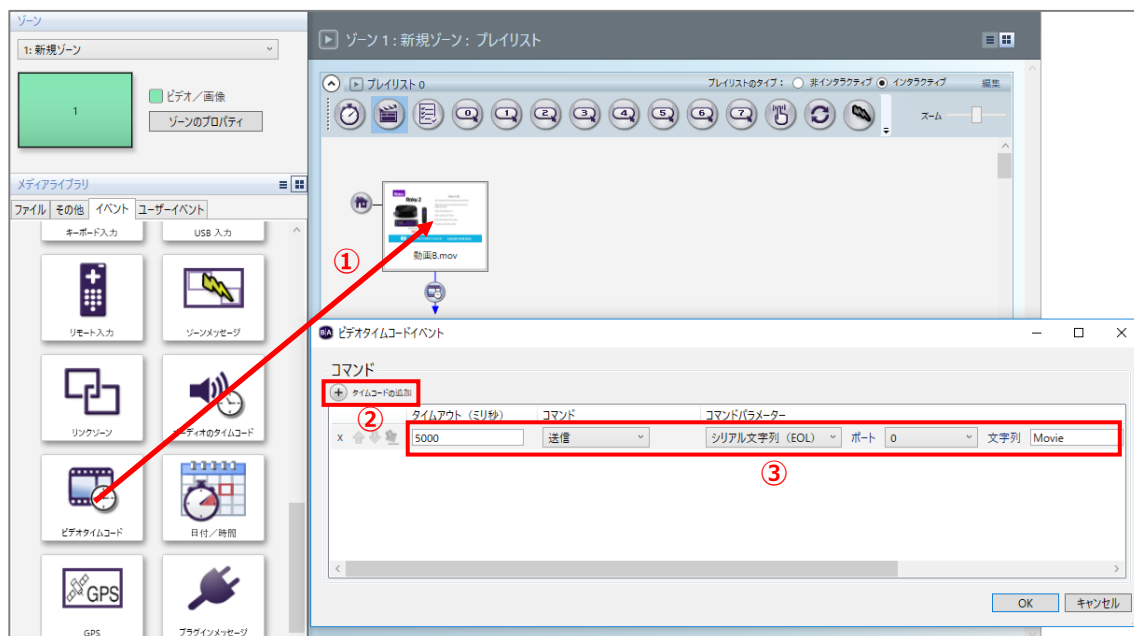 ゾーン
1: 新規ゾーン
1
ビデオ／画像
ゾーンのプロパティ
メディアライブラリ
ファイル その他 イベント ユーザーイベント
キーボード入力 USB 入力
リモート入力 ゾーンメッセージ
リンクゾーン オーディオのタイムコード
ビデオタイムコード 日付／時間
GPS
GPS プラグインメッセージ
ゾーン 1 : 新規ゾーン : プレイリスト
プレイリスト 0 プレイリストのタイプ： 非インタラクティブ インタラクティブ 編集
0 1 2 3 4 5 6 7 ズーム
Roku 2
動画B.mov
①
BA ビデオタイムコードイベント
コマンド
タイムコードの追加
②
タイムアウト（ミリ秒） コマンド コマンドパラメーター
x 5000 送信 シリアル文字列（EOL） ポート 0 文字列 Movie
③
OK キャンセル